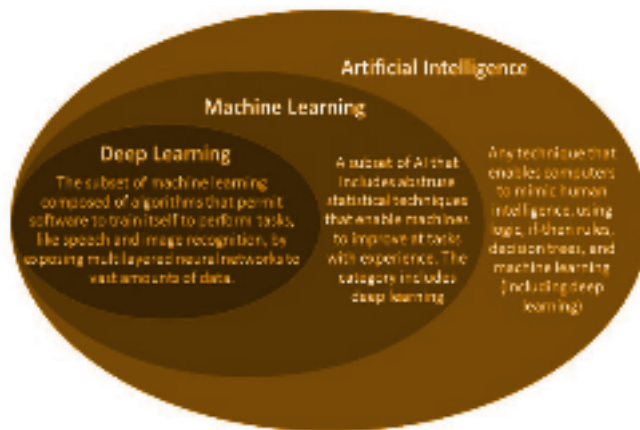 Artificial Intelligence
Machine Learning
Deep Learning
The subset of machine learning
composed of algorithms that permit
software to train itself to perform tasks,
like speech and image recognition, by
exposing multilayered neural networks to
vast amounts of data.
A subset of AI that
includes abstruse
statistical techniques
that enable machines
to improve at tasks
with experience. The
category includes
deep learning
Any technique that
enables computers
to mimic human
intelligence, using
logic, if-then rules,
decision trees, and
machine learning
(including deep
learning)